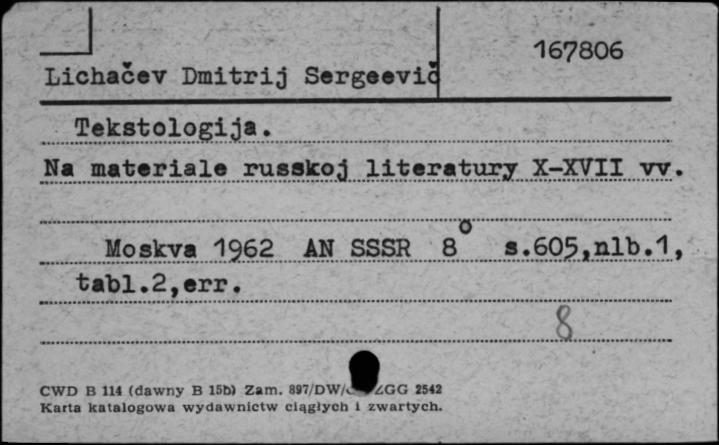 167806
Lichačev Dmitrij Sergeevič
Tekstologija.
Na materiale russkoj literatury X-XVII vv.
Moskva 1962 AN SSSR 8° s.605,nlb.1,
tabl.2,err.
8
CWD B 114 (dawny B 15b) Zam. 897/DW/ ZGG 2542
Karta katalogowa wydawnictw ciągłych i zwartych.